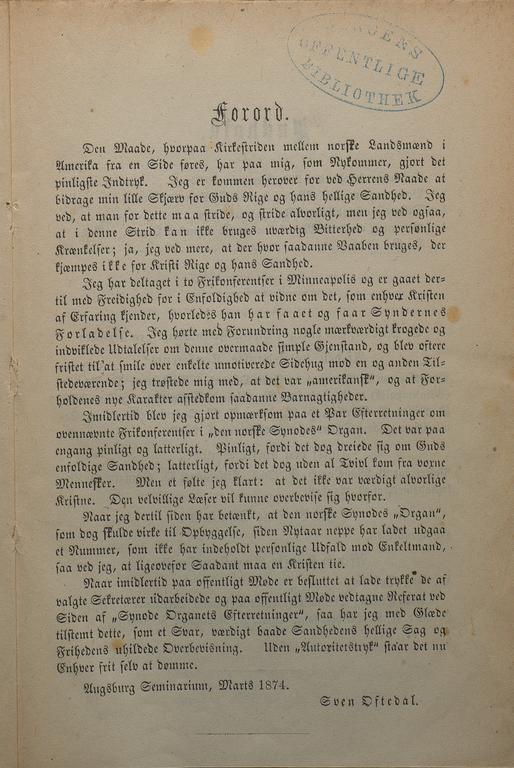 BERGENS
OFFENTLIGE
BIBLIOTHEK
Forord.
Den Maade, hvorpaa Kirkestriden mellem norske Landsmænd i
Amerika fra en Side føres, har paa mig, som Nykommer, gjort det
pinligste Indtryk. Jeg er kommen herover for ved Herrens Naade at
bidrage min lille Skjærv for Guds Rige og hans hellige Sandhed. Jeg
ved, at man for dette maa stride, og stride alvorligt, men jeg ved ogsaa,
at i denne Strid kan ikke bruges uværdig Bitterhed og personlige
Krænkelser; ja, jeg ved mere, at der hvor saadanne Vaaben bruges, der
kjæmpes ikke for Kristi Rige og hans Sandhed.
Jeg har deltaget i to Frikonferentser i Minneapolis og er gaaet der-
til med Freidighed for i Enfoldighed at vidne om det, som enhver Kristen
af Erfaring kjender, hvorledes han har faaet og faar Syndernes
Forladelse. Jeg hørte med Forundring nogle mærkværdigt krogede og
indviklede Udtalelser om denne overmaade simple Gjenstand, og blev oftere
fristet til at smile over enkelte umotiverede Sidehug mod en og anden Til-
stedeværende; jeg trøstede mig med, at det var „amerikansk“, og at For-
holdenes nye Karakter afstedkom saadanne Barnagtigheder.
Imidlertid blev jeg gjort opmærksom paa et Par Efterretninger om
ovennævnte Frikonferentser i „den norske Synodes“ Organ. Det var paa
engang pinligt og latterligt. Pinligt, fordi det dog dreiede sig om Guds
enfoldige Sandhed; latterligt, fordi det dog uden al Tvivl kom fra voxne
Mennesker. Men et følte jeg klart: at det ikke var værdigt alvorlige
Kristne. Den velvillige Læser vil kunne overbevise sig hvorfor.
Naar jeg dertil siden har betænkt, at den norske Synodes „Organ“,
som dog skulde virke til Opbyggelse, siden Nytaar neppe har ladet udgaa
et Nummer, som ikke har indeholdt personlige Udfald mod Enkeltmand,
saa ved jeg, at ligeoverfor Saadant maa en Kristen tie.
Naar imidlertid paa offentligt Møde er besluttet at lade trykke de af
valgte Sekretærer udarbeidede og paa offentligt Møde vedtagne Referat ved
Siden af „Synode Organets Efterretninger“, saa har jeg med Glæde
tilstemt dette, som et Svar, værdigt baade Sandhedens hellige Sag og
Frihedens uhildede Overbevisning. Uden „Autoritetstryk“ staar det nu
Enhver frit selv at dømme.
Augsburg Seminarium, Marts 1874.
Sven Oftedal.